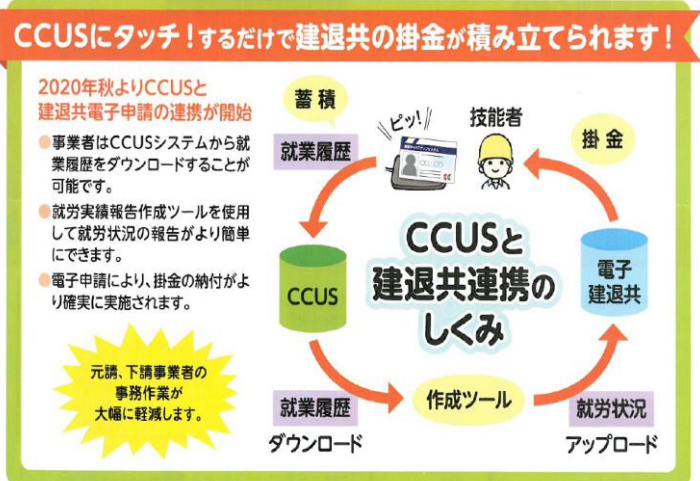 CCUSにタッチ！するだけで建退共の掛金が積み立てられます！
2020年秋よりCCUSと
建退共電子申請の連携が開始
●事業者はCCUSシステムから就
業履歴をダウンロードすることが
可能です。
●就労実績報告作成ツールを使用
して就労状況の報告がより簡単
にできます。
●電子申請により、掛金の納付がよ
り確実に実施されます。
元請、下請事業者の
事務作業が
大幅に軽減します。
蓄積
就業履歴
ピッ!
技能者
掛金
CCUSと
建退共連携の
しくみ
CCUS
電子
建退共
就業履歴
ダウンロード
作成ツール
就労状況
アップロード